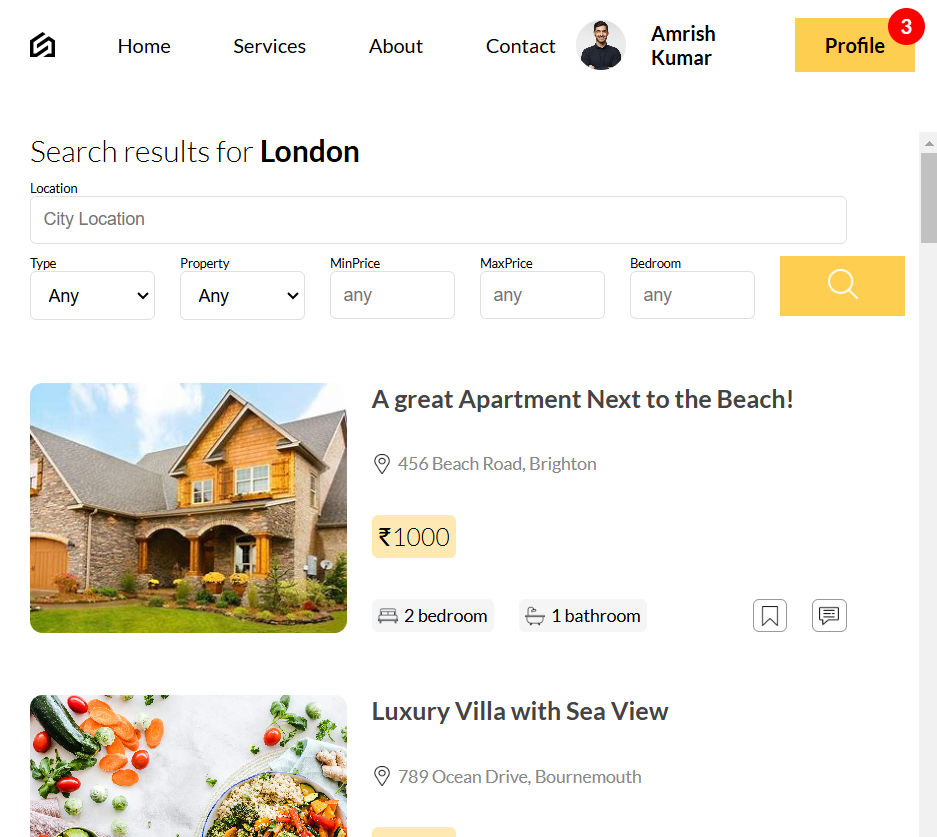 Home
Services
About
Contact
Amrish
Kumar
Profile
3
Search results for London
Location
City Location
Type
Property
MinPrice
MaxPrice
Bedroom
Any
Any
any
any
any
A great Apartment Next to the Beach!
456 Beach Road, Brighton
₹1000
2 bedroom
1 bathroom
Luxury Villa with Sea View
789 Ocean Drive, Bournemouth